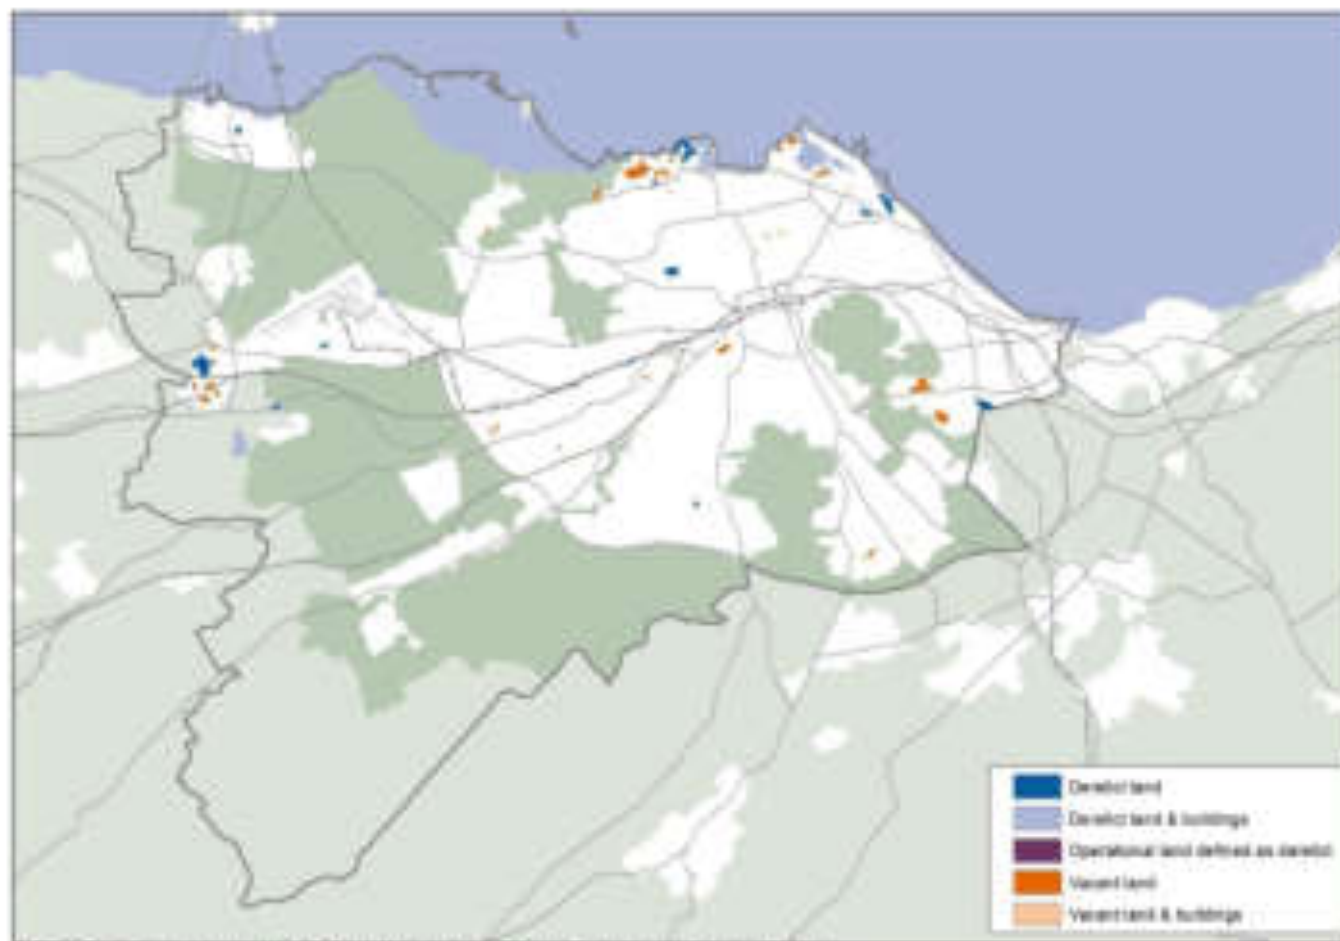 Derelict land
Derelict land & buildings
Operational land defined as derelict
Vacant land
Vacant land & buildings